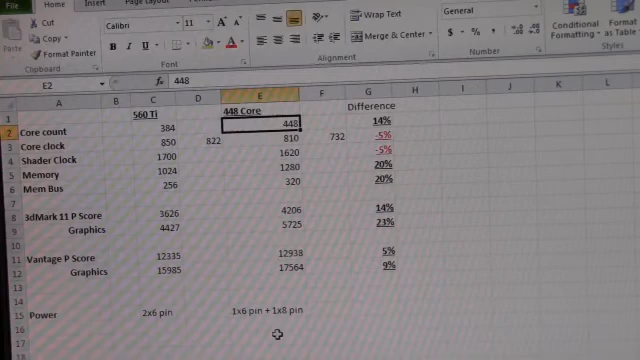 File Home Insert Page Layout
Cut
Copy
Format Painter
Paste
Clipboard
Calibri 11
B I U
Font
Wrap Text
Merge & Center
Alignment
General
$ % ,
Number
Conditional Formatting
Format as Table
Styles
E2 fx 448
A B C D E F G H I J K L
1 560 Ti 448 Core Difference
2 Core count 384 448 14%
3 Core clock 850 822 810 732 -5%
4 Shader Clock 1700 1620 -5%
5 Memory 1024 1280 20%
6 Mem Bus 256 320 20%
7
8 3dMark 11 P Score 3626 4206 14%
9 Graphics 4427 5725 23%
10
11 Vantage P Score 12335 12938 5%
12 Graphics 15985 17564 9%
13
14
15 Power 2x6 pin 1x6 pin + 1x8 pin
16
17
18